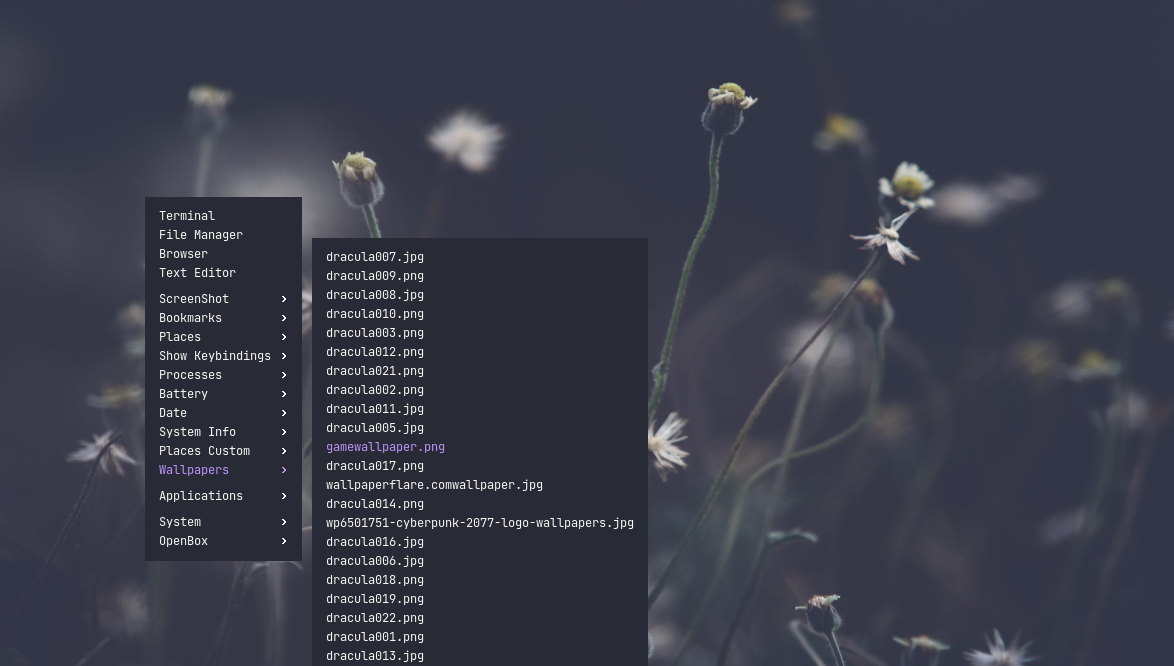 Terminal
File Manager
Browser
Text Editor
ScreenShot
Bookmarks
Places
Show Keybindings
Processes
Battery
Date
System Info
Places Custom
Wallpapers
Applications
System
OpenBox
dracula007.jpg
dracula009.png
dracula008.jpg
dracula010.png
dracula003.png
dracula012.png
dracula021.png
dracula002.png
dracula011.jpg
dracula005.jpg
gamewallpaper.png
dracula017.png
wallpaperflare.comwallpaper.jpg
dracula014.png
wp6501751-cyberpunk-2077-logo-wallpapers.jpg
dracula016.jpg
dracula006.jpg
dracula018.png
dracula019.png
dracula022.png
dracula001.png
dracula013.jpg